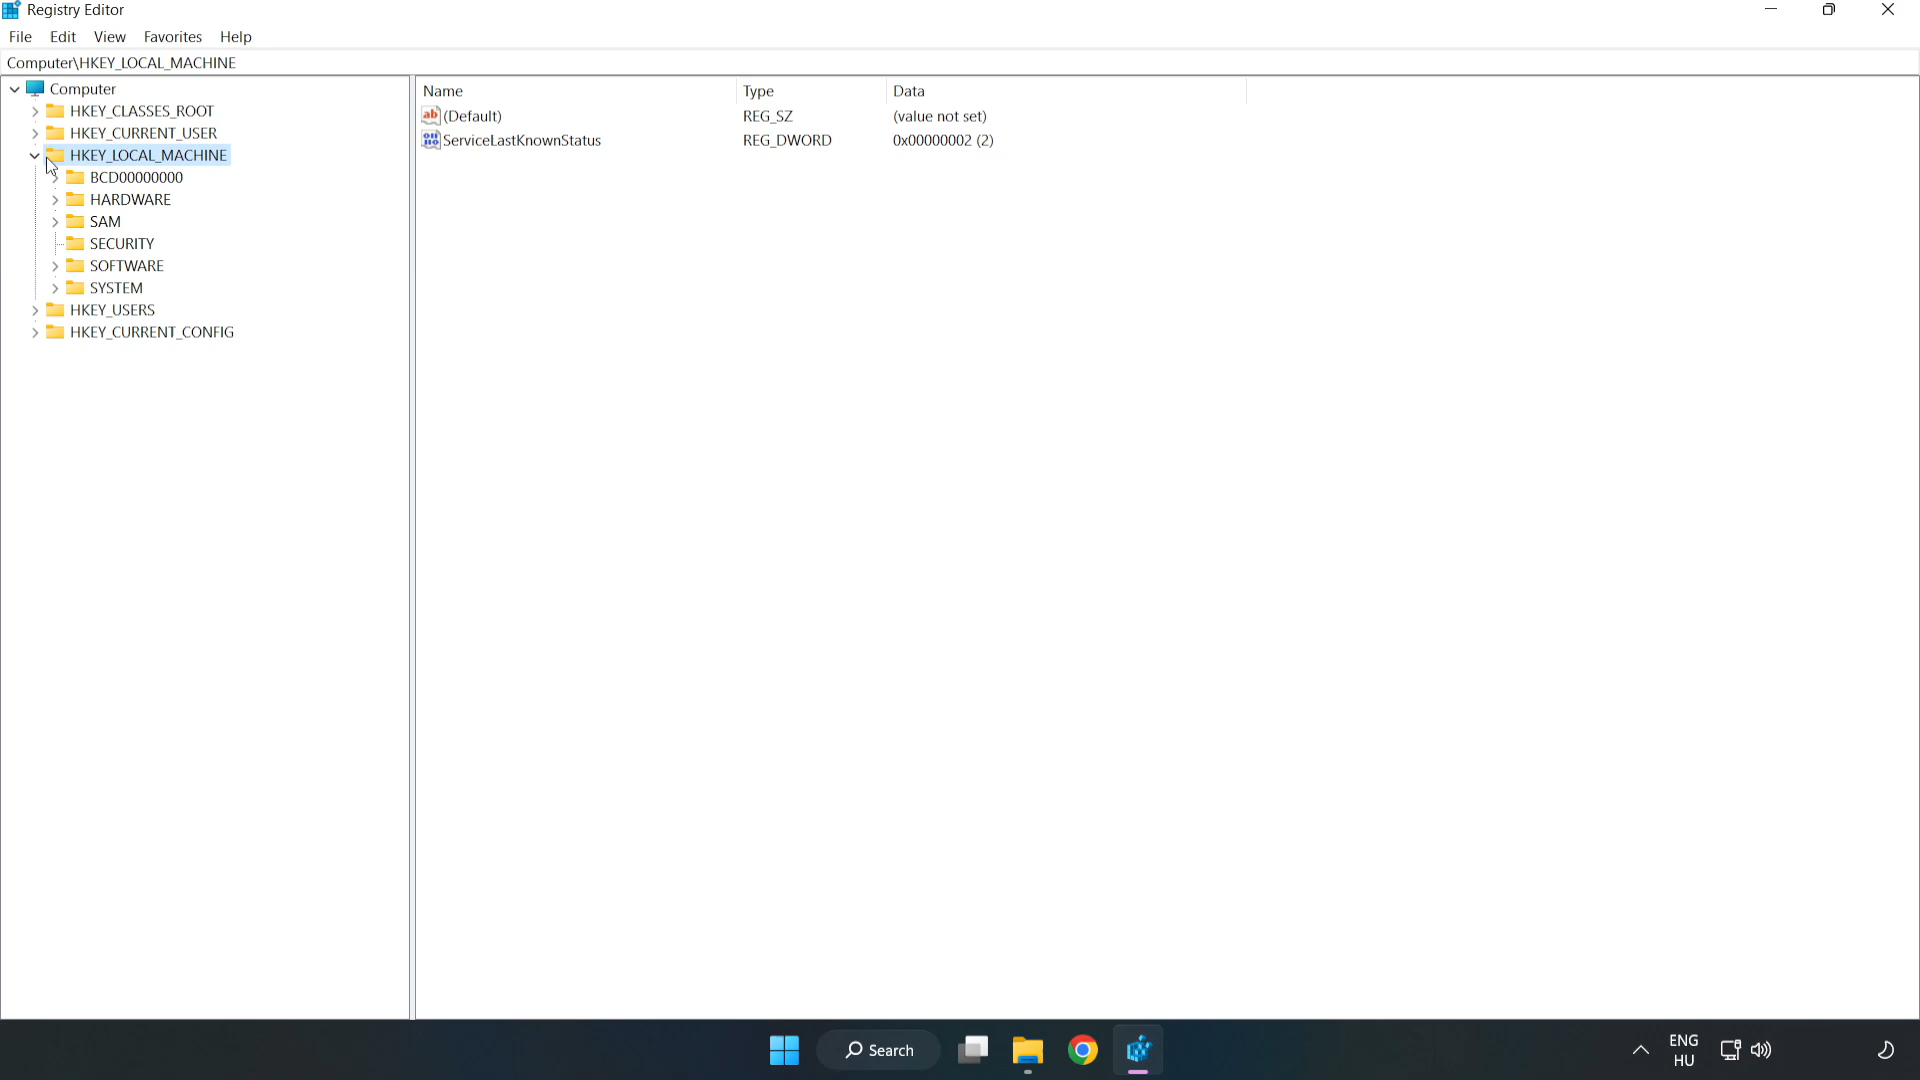 Registry Editor
File Edit View Favorites Help
Computer\HKEY_LOCAL_MACHINE
Computer
HKEY_CLASSES_ROOT
HKEY_CURRENT_USER
HKEY_LOCAL_MACHINE
BCD00000000
HARDWARE
SAM
SECURITY
SOFTWARE
SYSTEM
HKEY_USERS
HKEY_CURRENT_CONFIG
Name Type Data
(Default) REG_SZ (value not set)
ServiceLastKnownStatus REG_DWORD 0x00000002 (2)
Search
ENG
HU